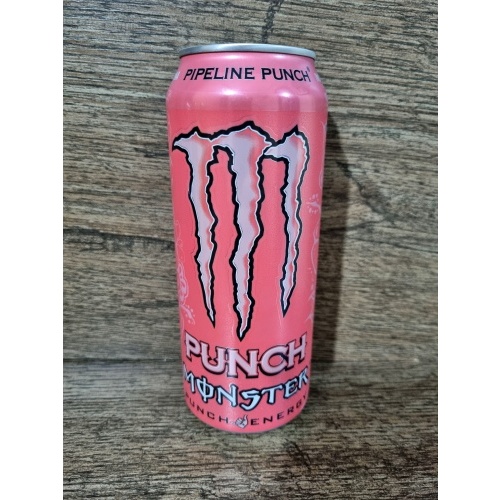 PIPELINE PUNCH
PUNCH
MONSTER
PUNCH ENERGY